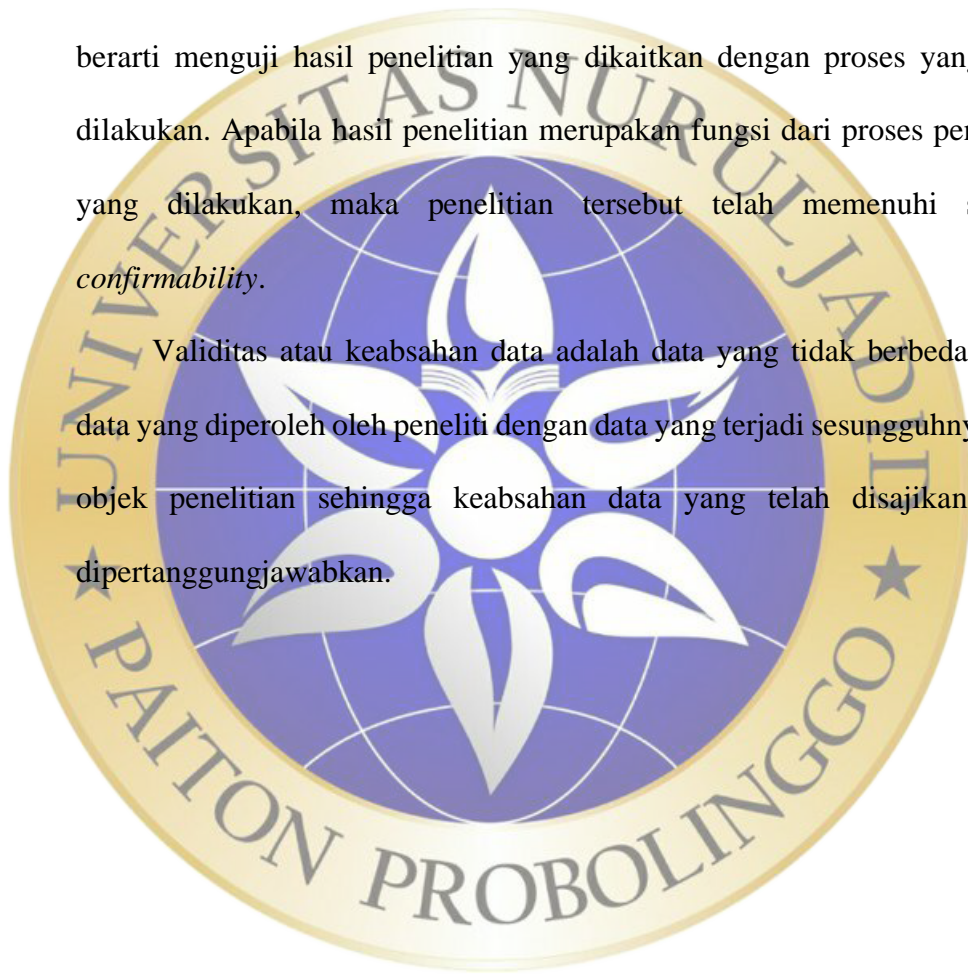 berarti menguji hasil penelitian yang dikaitkan dengan proses yang
dilakukan. Apabila hasil penelitian merupakan fungsi dari proses
yang dilakukan, maka penelitian tersebut telah memenuhi
confirmability.
Validitas atau keabsahan data adalah data yang tidak berbeda
data yang diperoleh oleh peneliti dengan data yang terjadi
objek penelitian sehingga keabsahan data yang telah disajikan
dipertanggungjawabkan.
UNIVERSITAS NURUL JADID
PAITON PROBOLINGGO